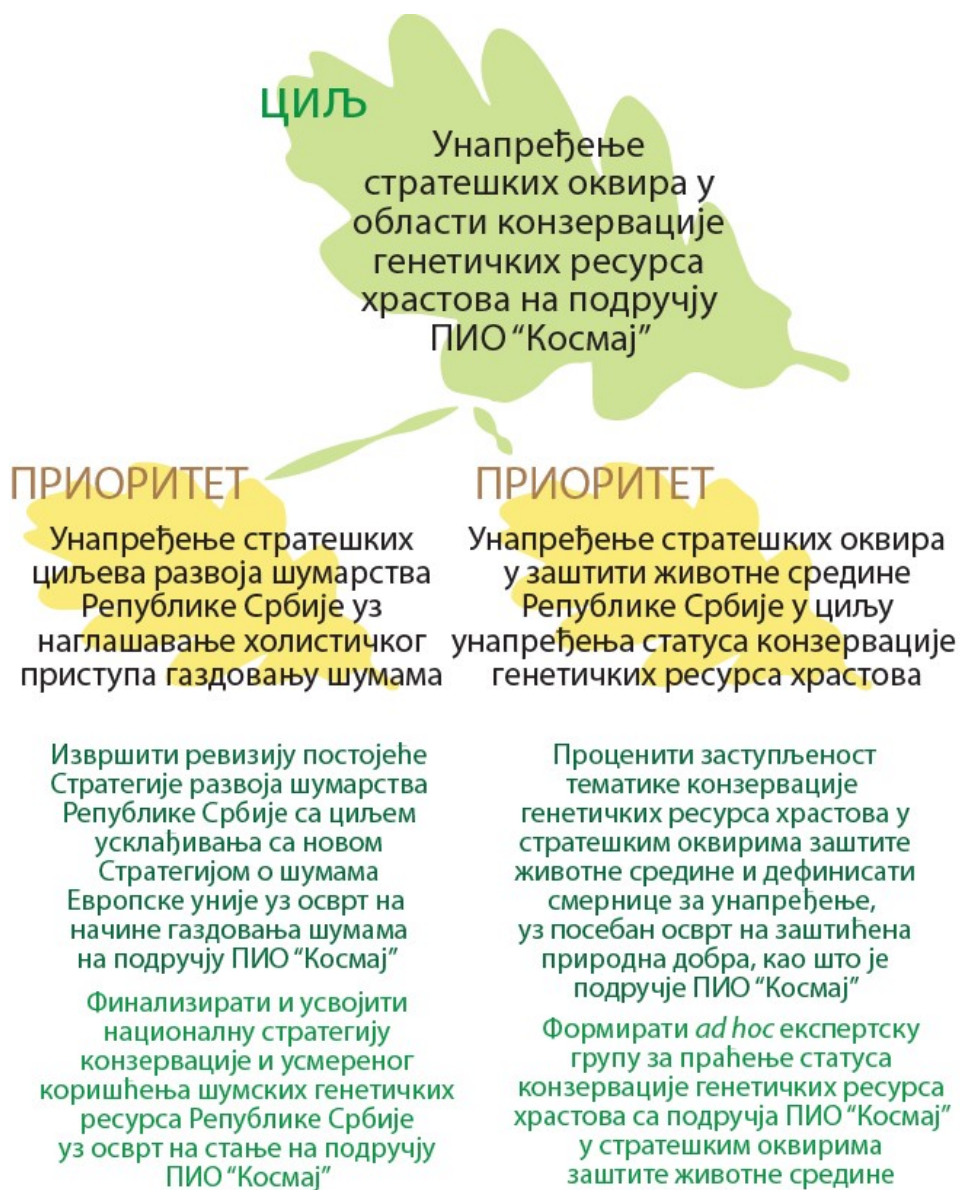 ЦИЉ
Унапређење
стратешких оквира у
области конзервације
генетичких ресурса
храстова на подручју
ПИО “Космај”
ПРИОРИТЕТ
Унапређење стратешких
циљева развоја шумарства
Републике Србије уз
наглашавање холистичког
приступа газдовању шумама
Извршити ревизију постојеће
Стратегије развоја шумарства
Републике Србије са циљем
усклађивања са новом
Стратегијом о шумама
Европске уније уз осврт на
начине газдовања шумама
на подручју ПИО “Космај”
Финализирати и усвојити
националну стратегију
конзервације и усмереног
коришћења шумских генетичких
ресурса Републике Србије
уз осврт на стање на подручју
ПИО “Космај”
ПРИОРИТЕТ
Унапређење стратешких оквира
у заштити животне средине
Републике Србије у циљу
унапређења статуса конзервације
генетичких ресурса храстова
Проценити заступљеност
тематике конзервације
генетичких ресурса храстова у
стратешким оквирима заштите
животне средине и дефинисати
смернице за унапређење,
уз посебан осврт на заштићена
природна добра, као што је
подручје ПИО “Космај”
Формирати ad hoc експертску
групу за праћење статуса
конзервације генетичких ресурса
храстова са подручја ПИО “Космај”
у стратешким оквирима
заштите животне средине